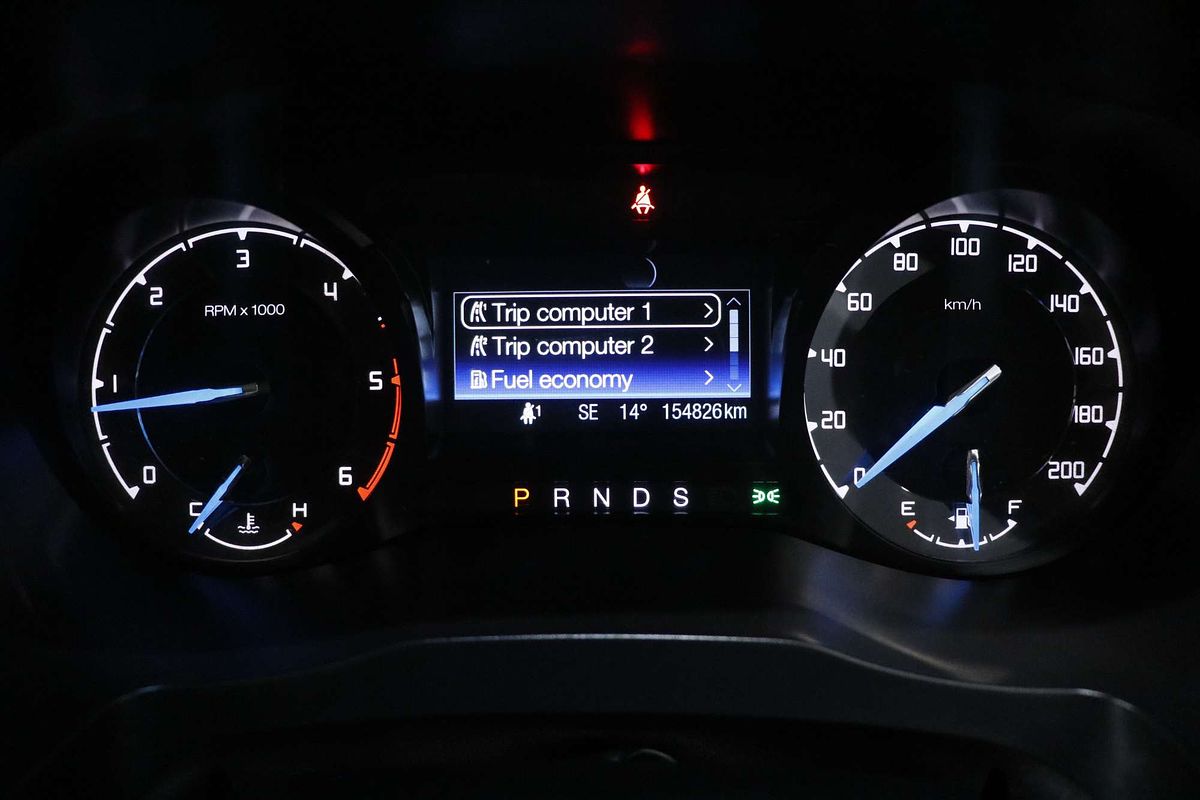 RPM x 1000
0
1
2
3
4
5
6
C
H
Trip computer 1
Trip computer 2
Fuel economy
1 SE 14° 154826km
P R N D S
km/h
0
20
40
60
80
100
120
140
160
180
200
E
F